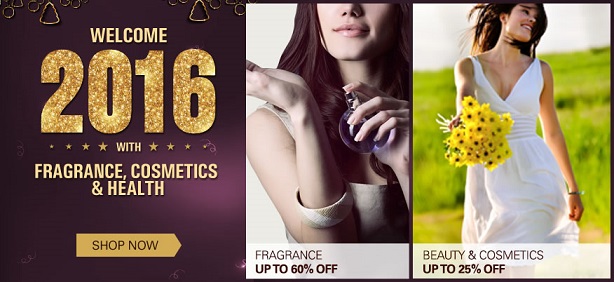 WELCOME
2016
WITH
FRAGRANCE, COSMETICS
& HEALTH
SHOP NOW
FRAGRANCE
UP TO 60% OFF
BEAUTY & COSMETICS
UP TO 25% OFF